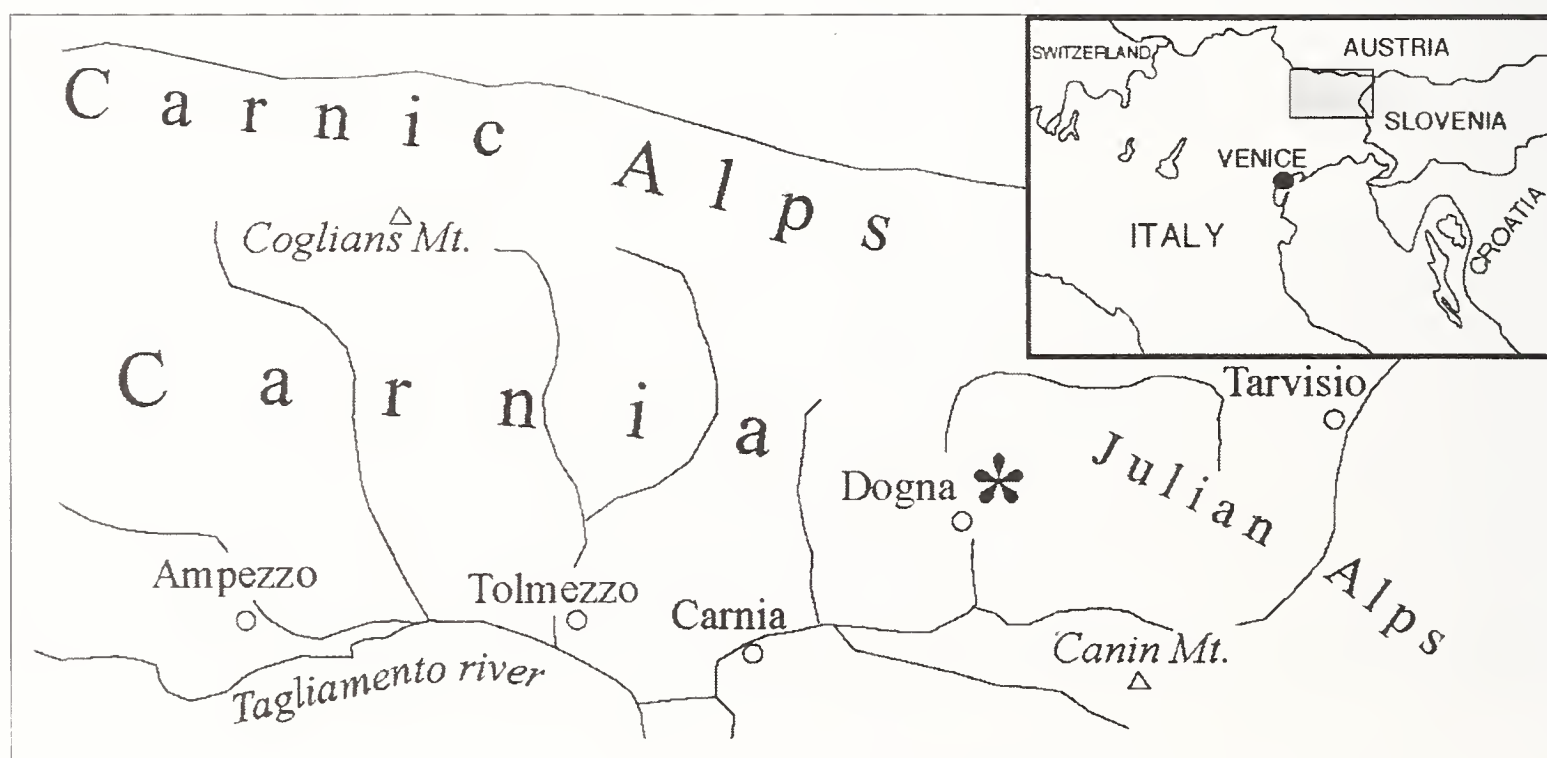 Carnic Alps
Coglians Mt.
Carnia
Dogna *
Julian Alps
Tarvisio
Ampezzo
Tolmezzo
Carnia
Canin Mt.
Tagliamento river
SWITZERLAND
AUSTRIA
SLOVENIA
VENICE
ITALY
CROATIA